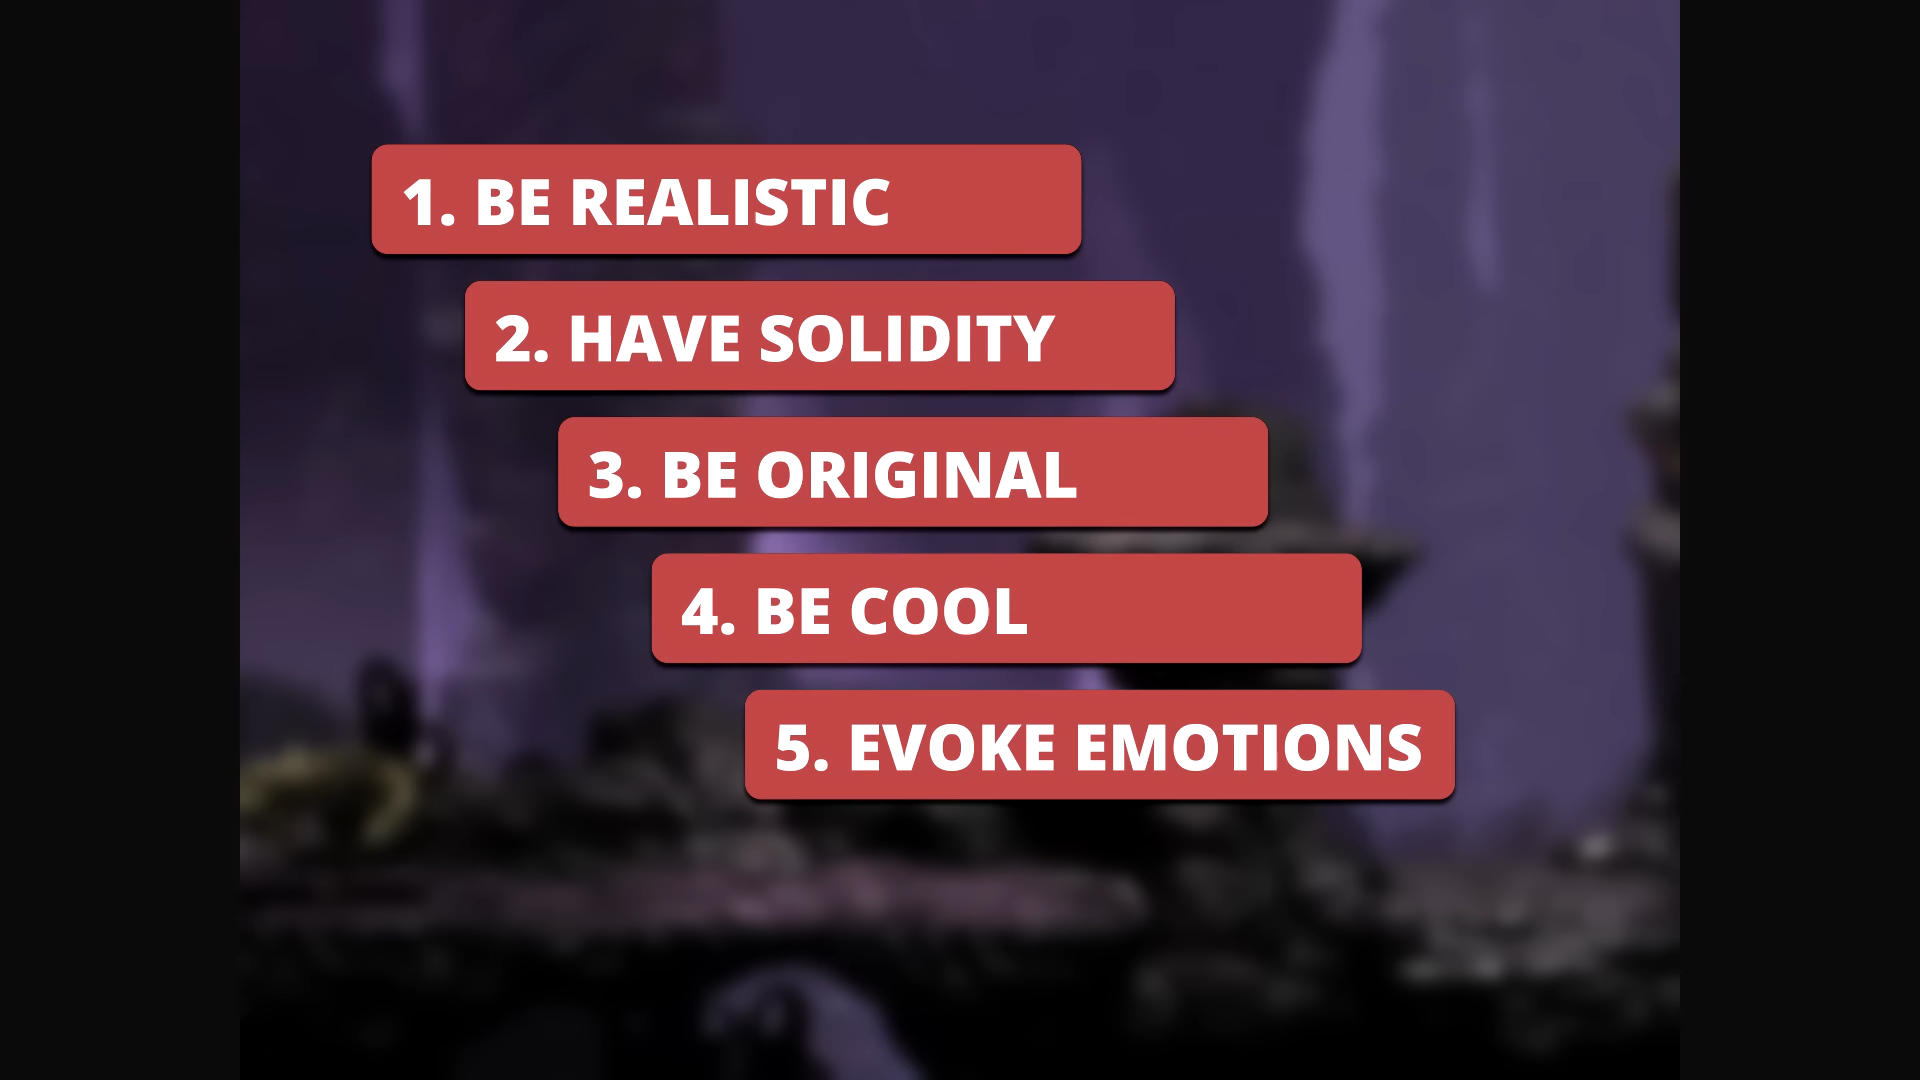 1. BE REALISTIC
2. HAVE SOLIDITY
3. BE ORIGINAL
4. BE COOL
5. EVOKE EMOTIONS